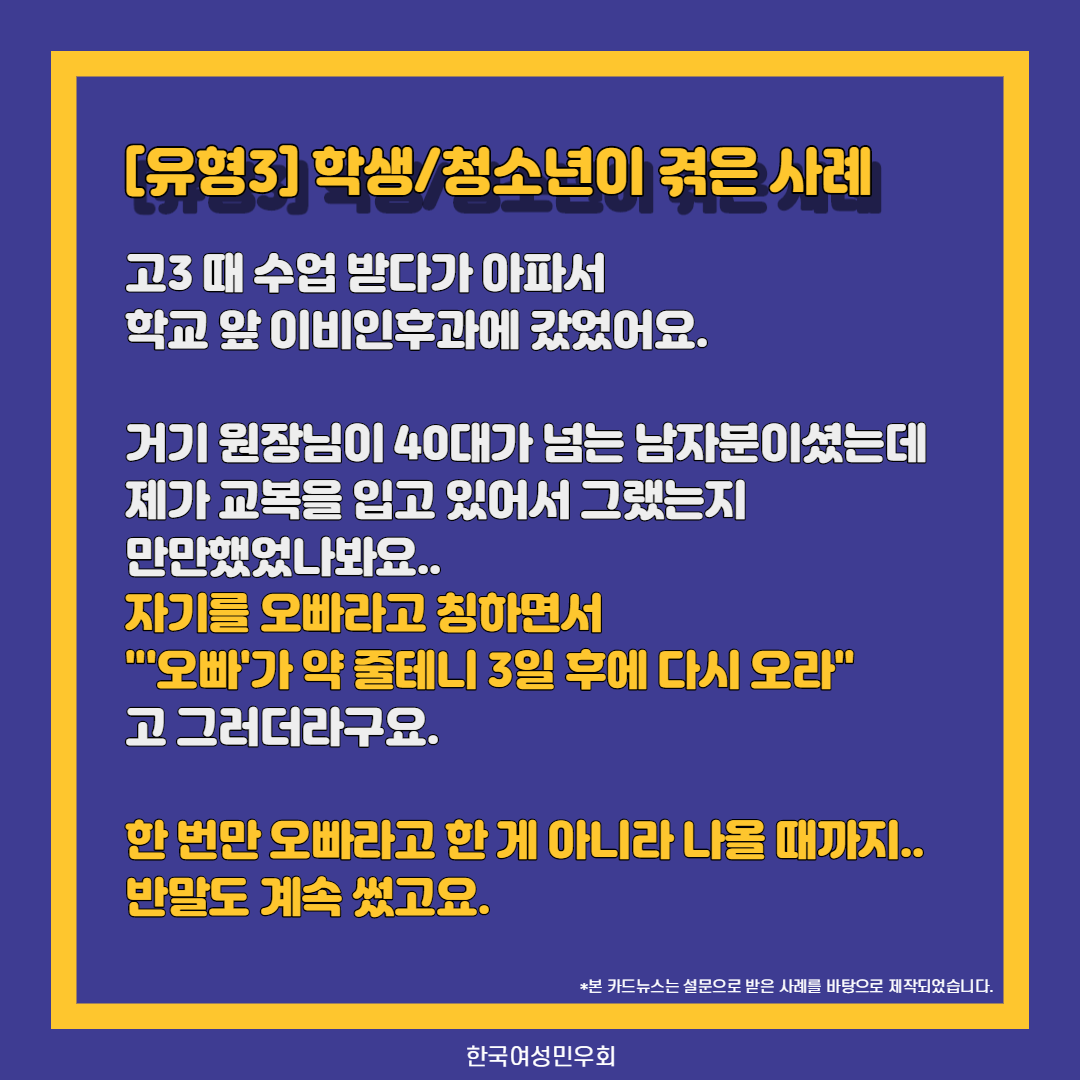 [유형3] 학생/청소년이 겪은 사례
고3 때 수업 받다가 아파서
학교 앞 이비인후과에 갔었어요.
거기 원장님이 40대가 넘는 남자분이셨는데
제가 교복을 입고 있어서 그랬는지
만만했었나봐요..
자기를 오빠라고 칭하면서
"'오빠'가 약 줄테니 3일 후에 다시 오라"
고 그러더라구요.
한 번만 오빠라고 한 게 아니라 나올 때까지..
반말도 계속 썼고요.
*본 카드뉴스는 설문으로 받은 사례를 바탕으로 제작되었습니다.
한국여성민우회